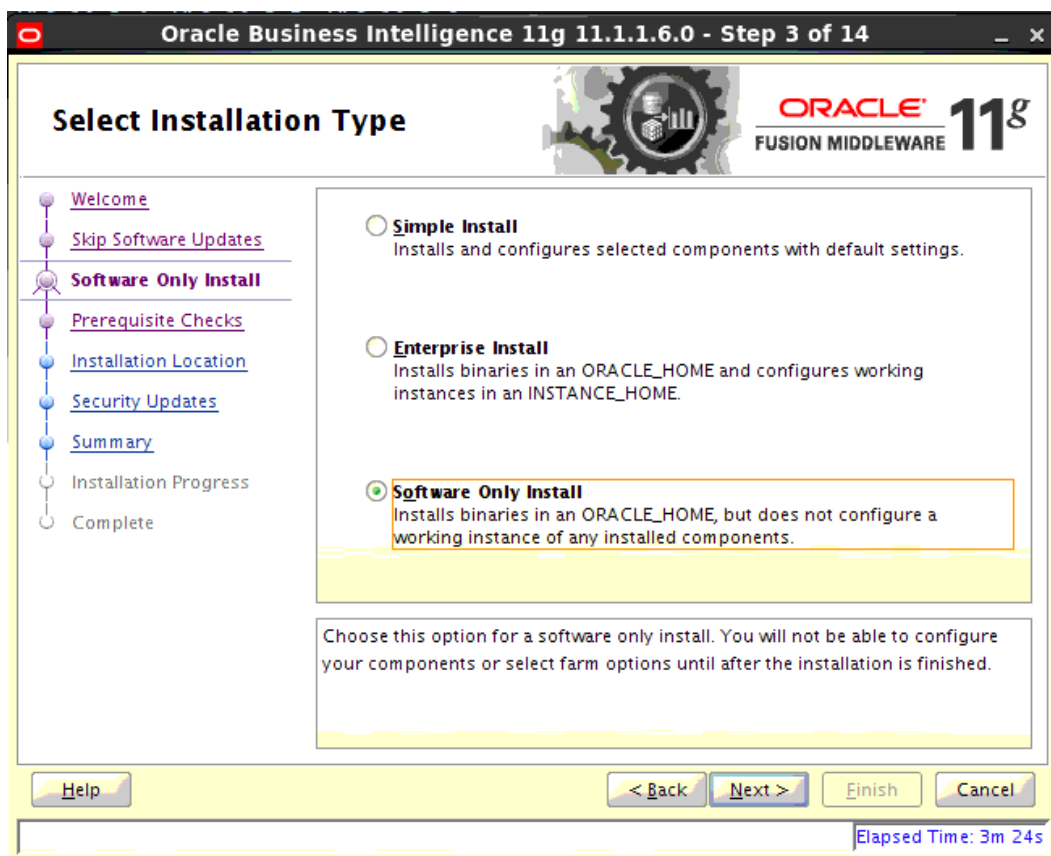 Oracle Business Intelligence 11g 11.1.1.6.0 - Step 3 of 14
Select Installation Type
ORACLE
FUSION MIDDLEWARE
11g
Welcome
Skip Software Updates
Software Only Install
Prerequisite Checks
Installation Location
Security Updates
Summary
Installation Progress
Complete
Simple Install
Installs and configures selected components with default settings.
Enterprise Install
Installs binaries in an ORACLE_HOME and configures working
instances in an INSTANCE_HOME.
Software Only Install
Installs binaries in an ORACLE_HOME, but does not configure a
working instance of any installed components.
Choose this option for a software only install. You will not be able to configure
your components or select farm options until after the installation is finished.
Help
< Back
Next >
Finish
Cancel
Elapsed Time: 3m 24s